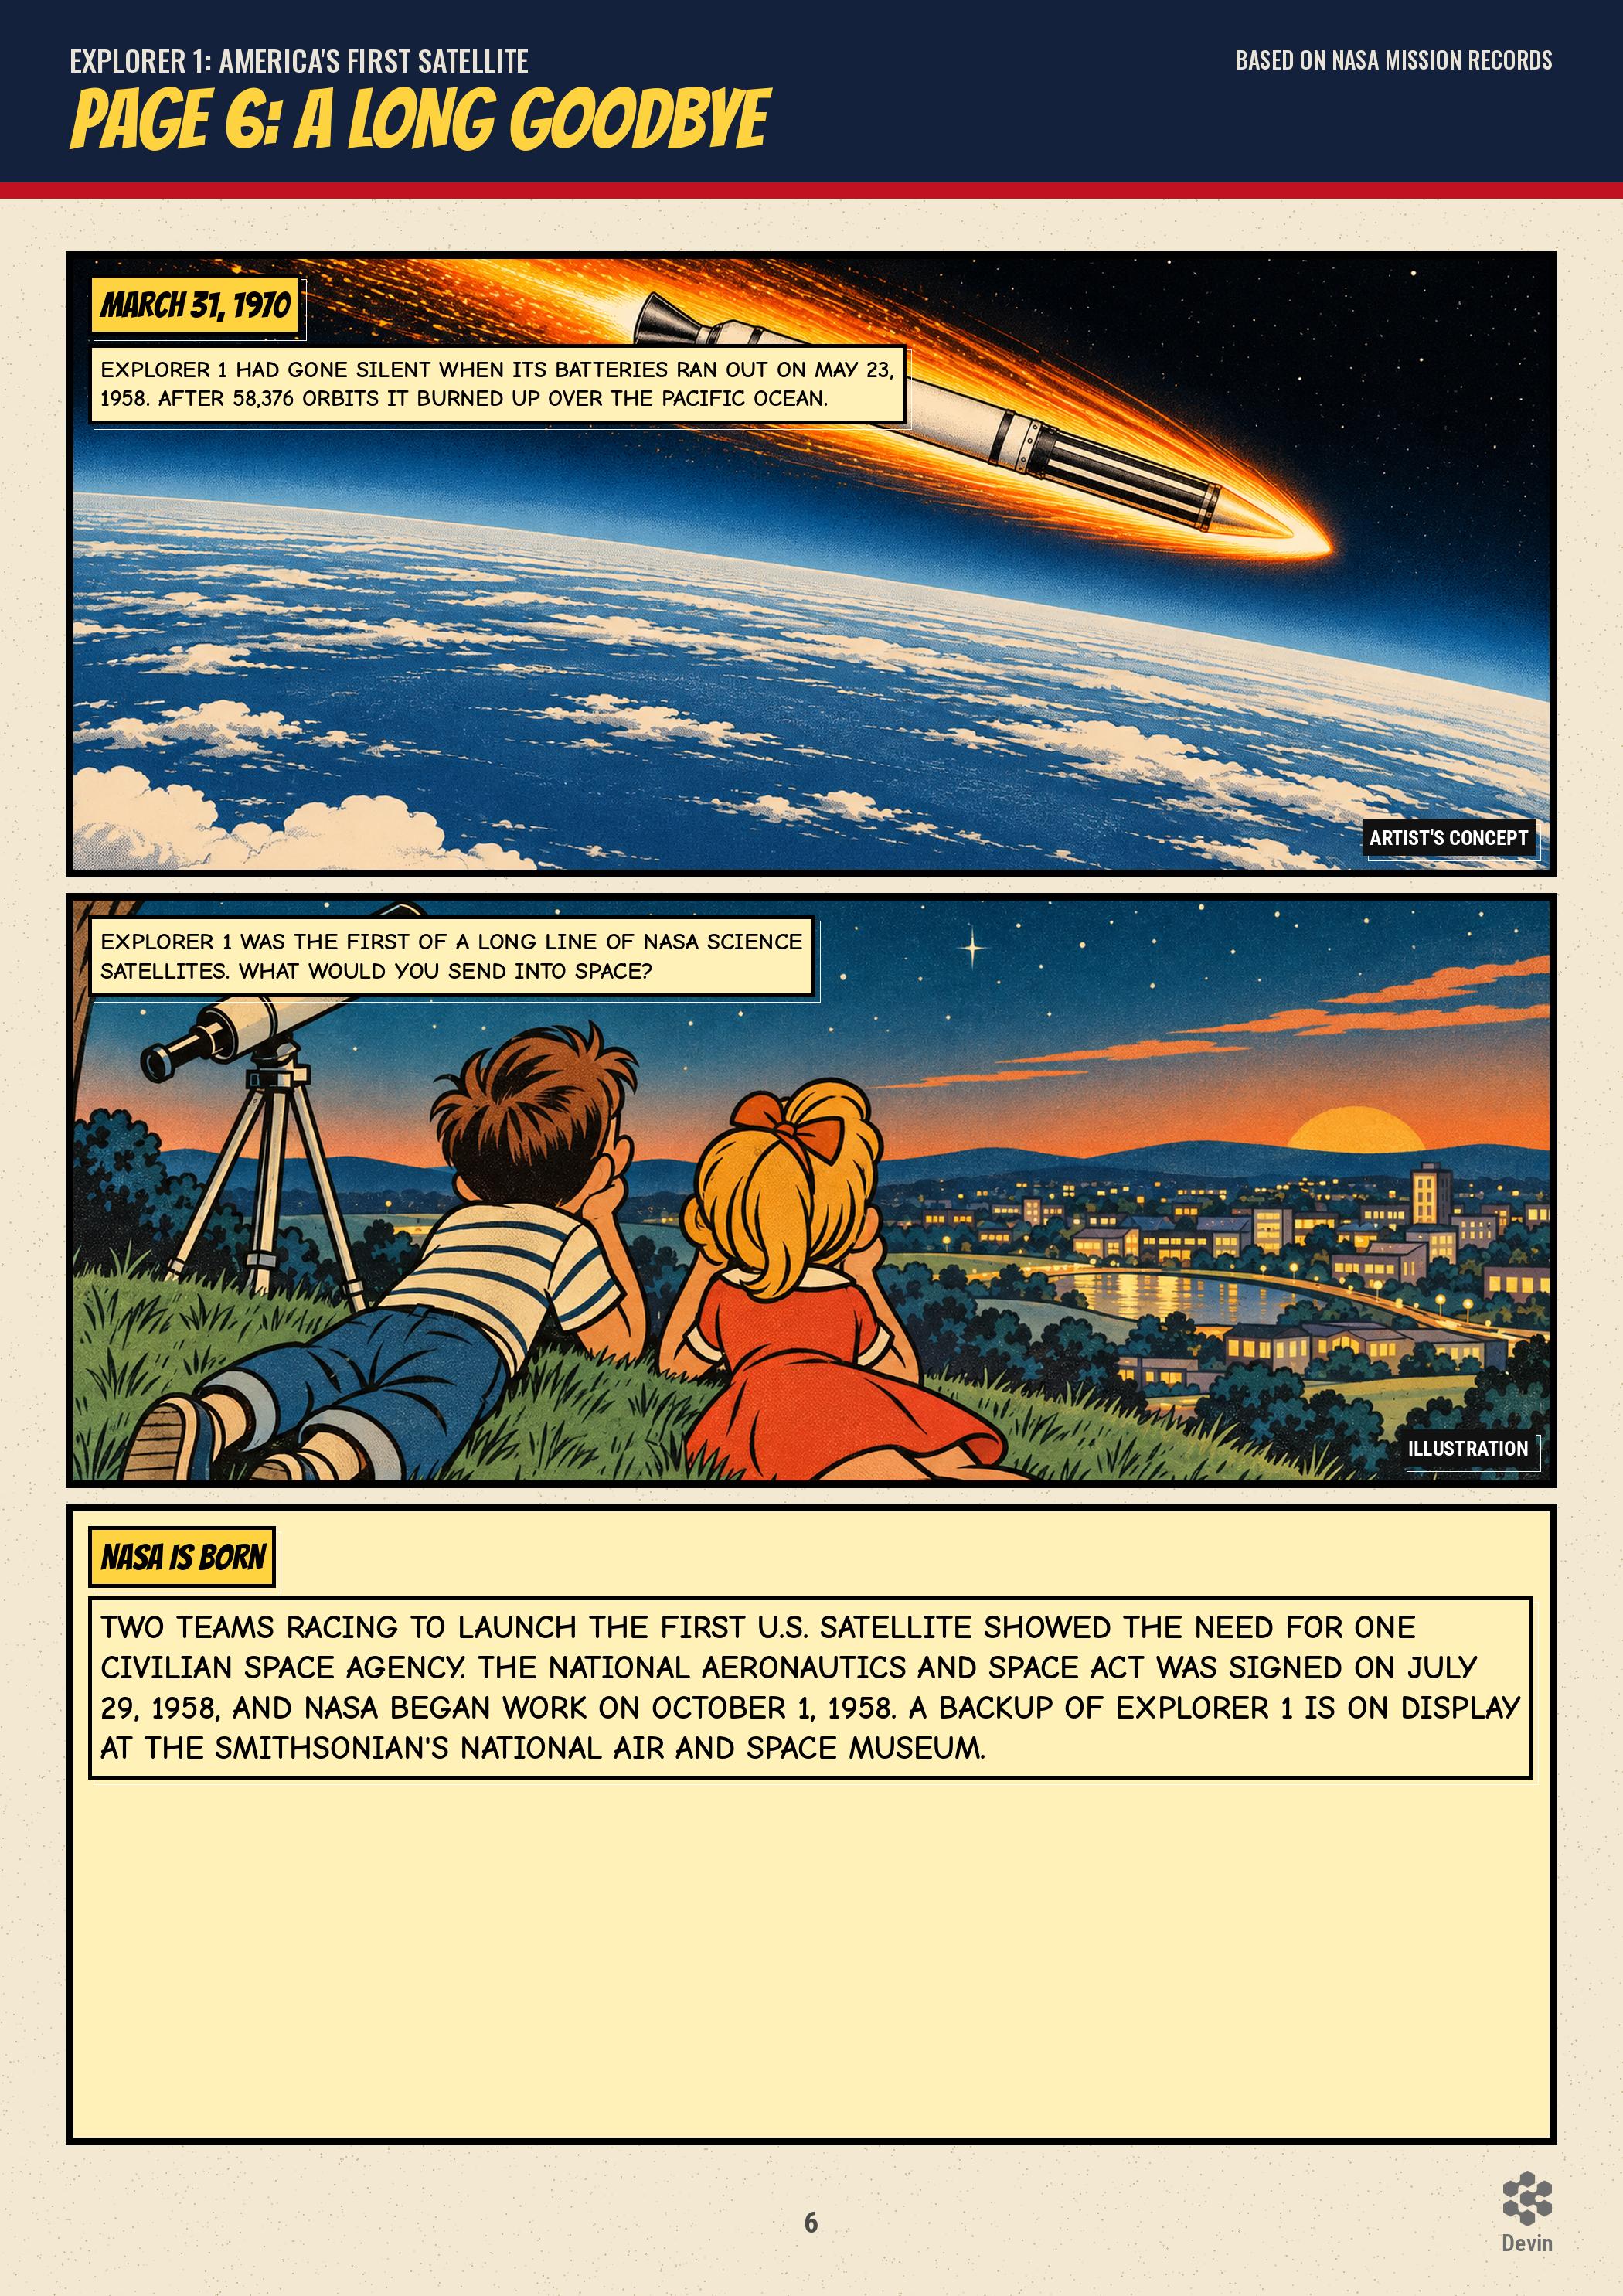 EXPLORER 1: AMERICA'S FIRST SATELLITE
BASED ON NASA MISSION RECORDS
PAGE 6: A LONG GOODBYE
MARCH 31, 1970
EXPLORER 1 HAD GONE SILENT WHEN ITS BATTERIES RAN OUT ON MAY 23,
1958. AFTER 58,376 ORBITS IT BURNED UP OVER THE PACIFIC OCEAN.
ARTIST'S CONCEPT
EXPLORER 1 WAS THE FIRST OF A LONG LINE OF NASA SCIENCE
SATELLITES. WHAT WOULD YOU SEND INTO SPACE?
ILLUSTRATION
NASA IS BORN
TWO TEAMS RACING TO LAUNCH THE FIRST U.S. SATELLITE SHOWED THE NEED FOR ONE
CIVILIAN SPACE AGENCY. THE NATIONAL AERONAUTICS AND SPACE ACT WAS SIGNED ON JULY
29, 1958, AND NASA BEGAN WORK ON OCTOBER 1, 1958. A BACKUP OF EXPLORER 1 IS ON DISPLAY
AT THE SMITHSONIAN'S NATIONAL AIR AND SPACE MUSEUM.
6
Devin